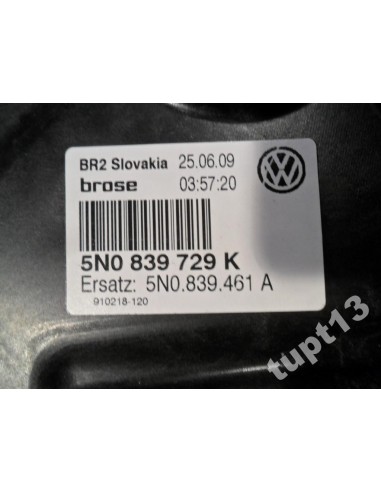 BR2 Slovakia 25.06.09
brose 03:57:20
5N0 839 729 K
Ersatz: 5N0.839.461 A
910218-120
tupt13